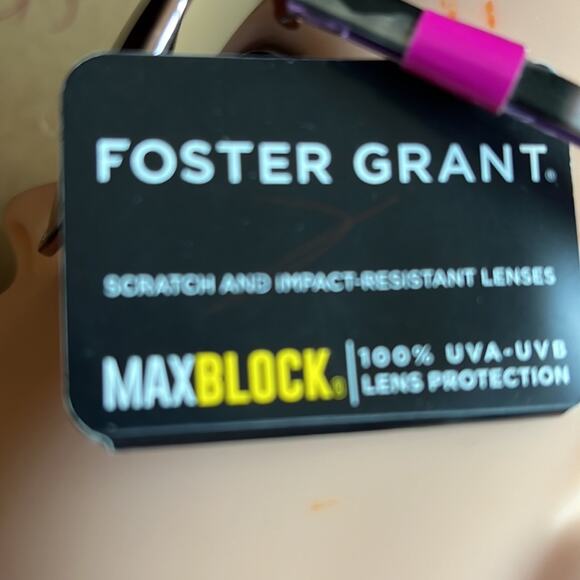 FOSTER GRANT®
SCRATCH AND IMPACT-RESISTANT LENSES
MAXBLOCK® | 100% UVA-UVB
LENS PROTECTION